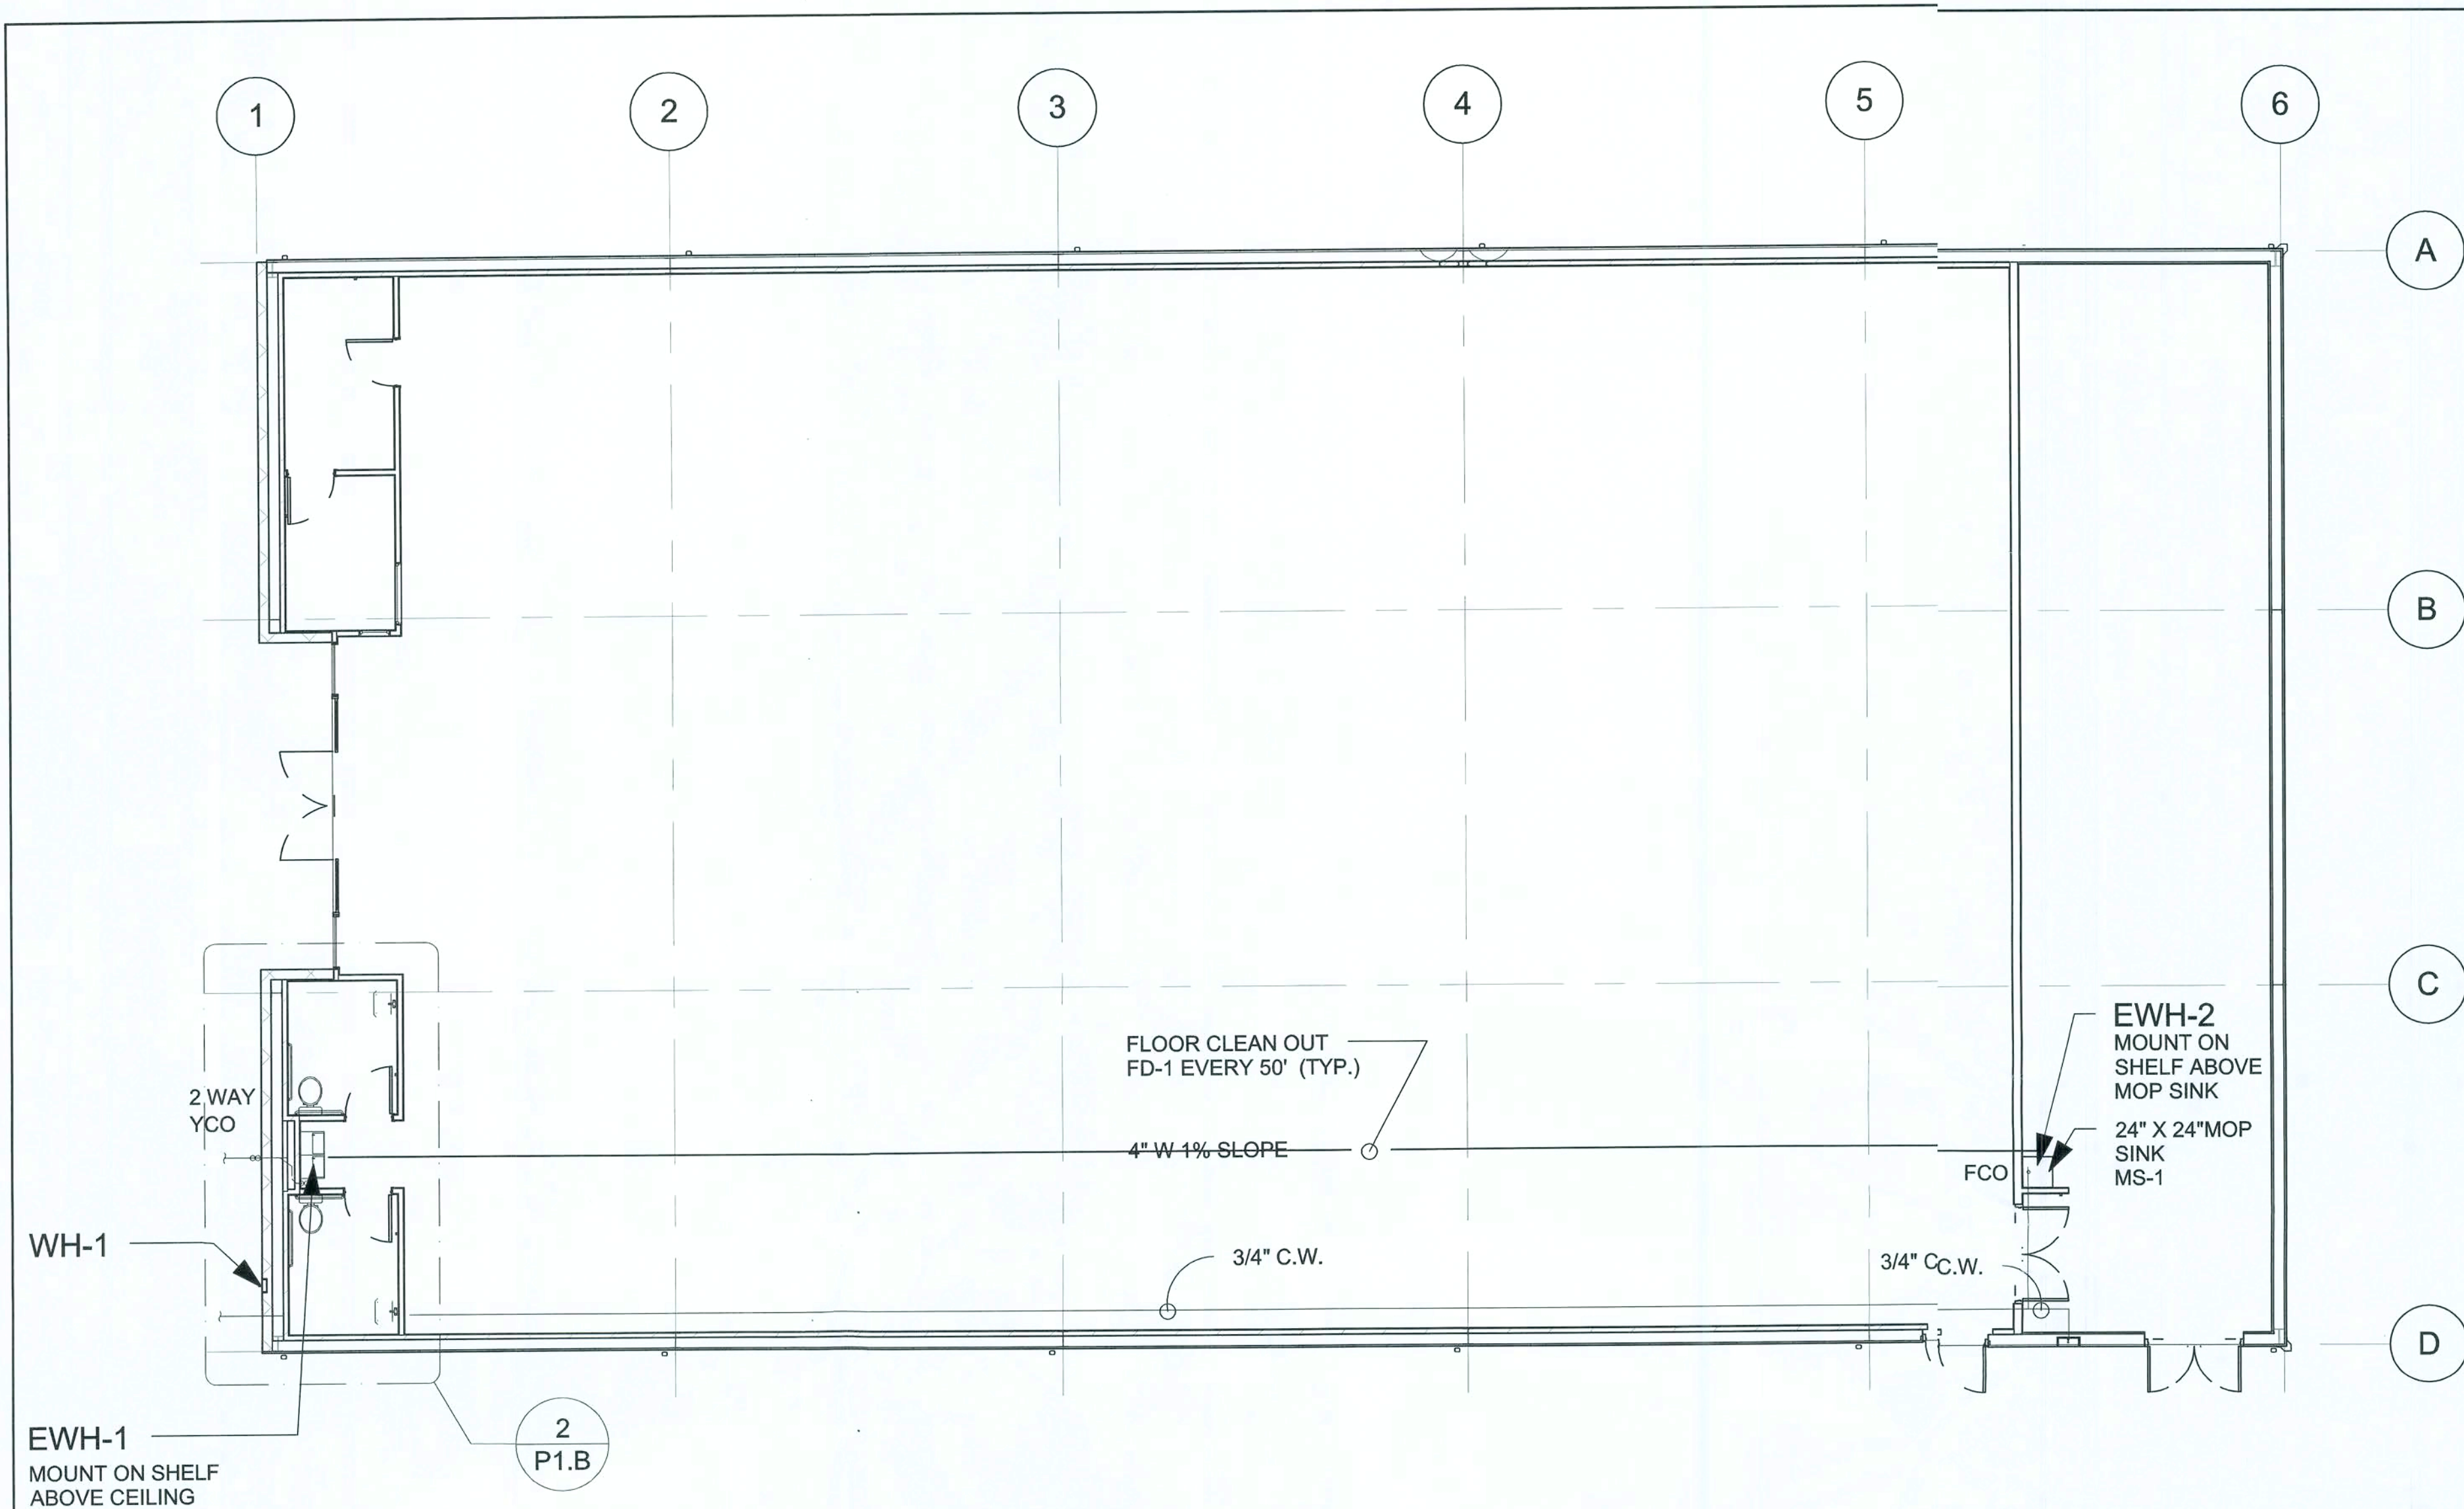 1
2
3
4
5
6
A
B
C
D
FLOOR CLEAN OUT
FD-1 EVERY 50' (TYP.)
4" W 1% SLOPE
EWH-2
MOUNT ON
SHELF ABOVE
MOP SINK
24" X 24"MOP
SINK
MS-1
FCO
2 WAY
YCO
WH-1
3/4" C.W.
3/4" CC.W.
EWH-1
MOUNT ON SHELF
ABOVE CEILING
2
P1.B